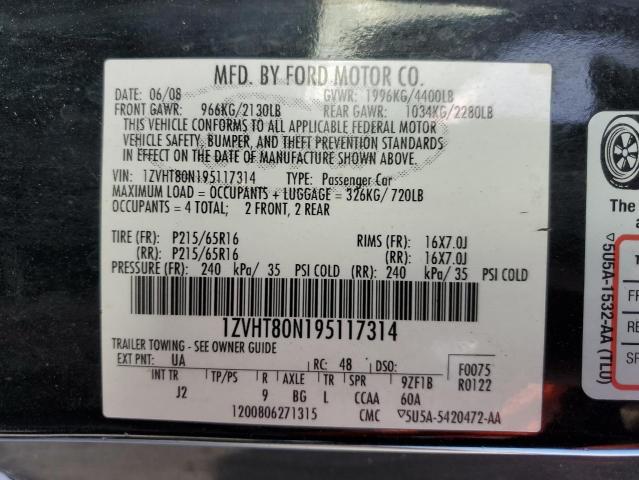 MFD. BY FORD MOTOR CO.
DATE: 06/08 GVWR: 1996KG/4400LB
FRONT GAWR: 966KG/2130LB REAR GAWR: 1034KG/2280LB
THIS VEHICLE CONFORMS TO ALL APPLICABLE FEDERAL MOTOR
VEHICLE SAFETY, BUMPER, AND THEFT PREVENTION STANDARDS
IN EFFECT ON THE DATE OF MANUFACTURE SHOWN ABOVE.
VIN: 1ZVHT80N195117314 TYPE: Passenger Car
MAXIMUM LOAD = OCCUPANTS + LUGGAGE = 326KG/720LB
OCCUPANTS = 4 TOTAL; 2 FRONT, 2 REAR
TIRE (FR): P215/65R16 RIMS (FR): 16X7.0J
(RR): P215/65R16 (RR): 16X7.0J
PRESSURE (FR): 240 kPa/ 35 PSI COLD (RR): 240 kPa/ 35 PSI COLD
1ZVHT80N195117314
TRAILER TOWING - SEE OWNER GUIDE
EXT PNT: UA RC: 48 DSO: F0075
R0122
INT TR TP/PS R AXLE TR SPR 9ZF1B
J2 9 BG L CCAA 60A
1200806271315 CMC ▽5U5A-5420472-AA
▽5U5A-1532-AA (TLO)
The
a
FR
RE
SP